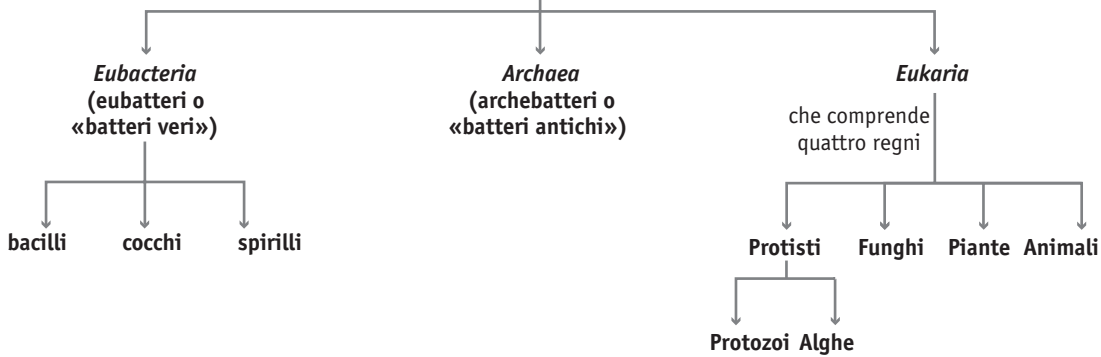 Eubacteria
(eubatteri o
«batteri veri»)
Archaea
(archebatteri o
«batteri antichi»)
Eukaria
che comprende
quattro regni
bacilli
cocchi
spirilli
Protisti
Funghi
Piante
Animali
Protozoi
Alghe